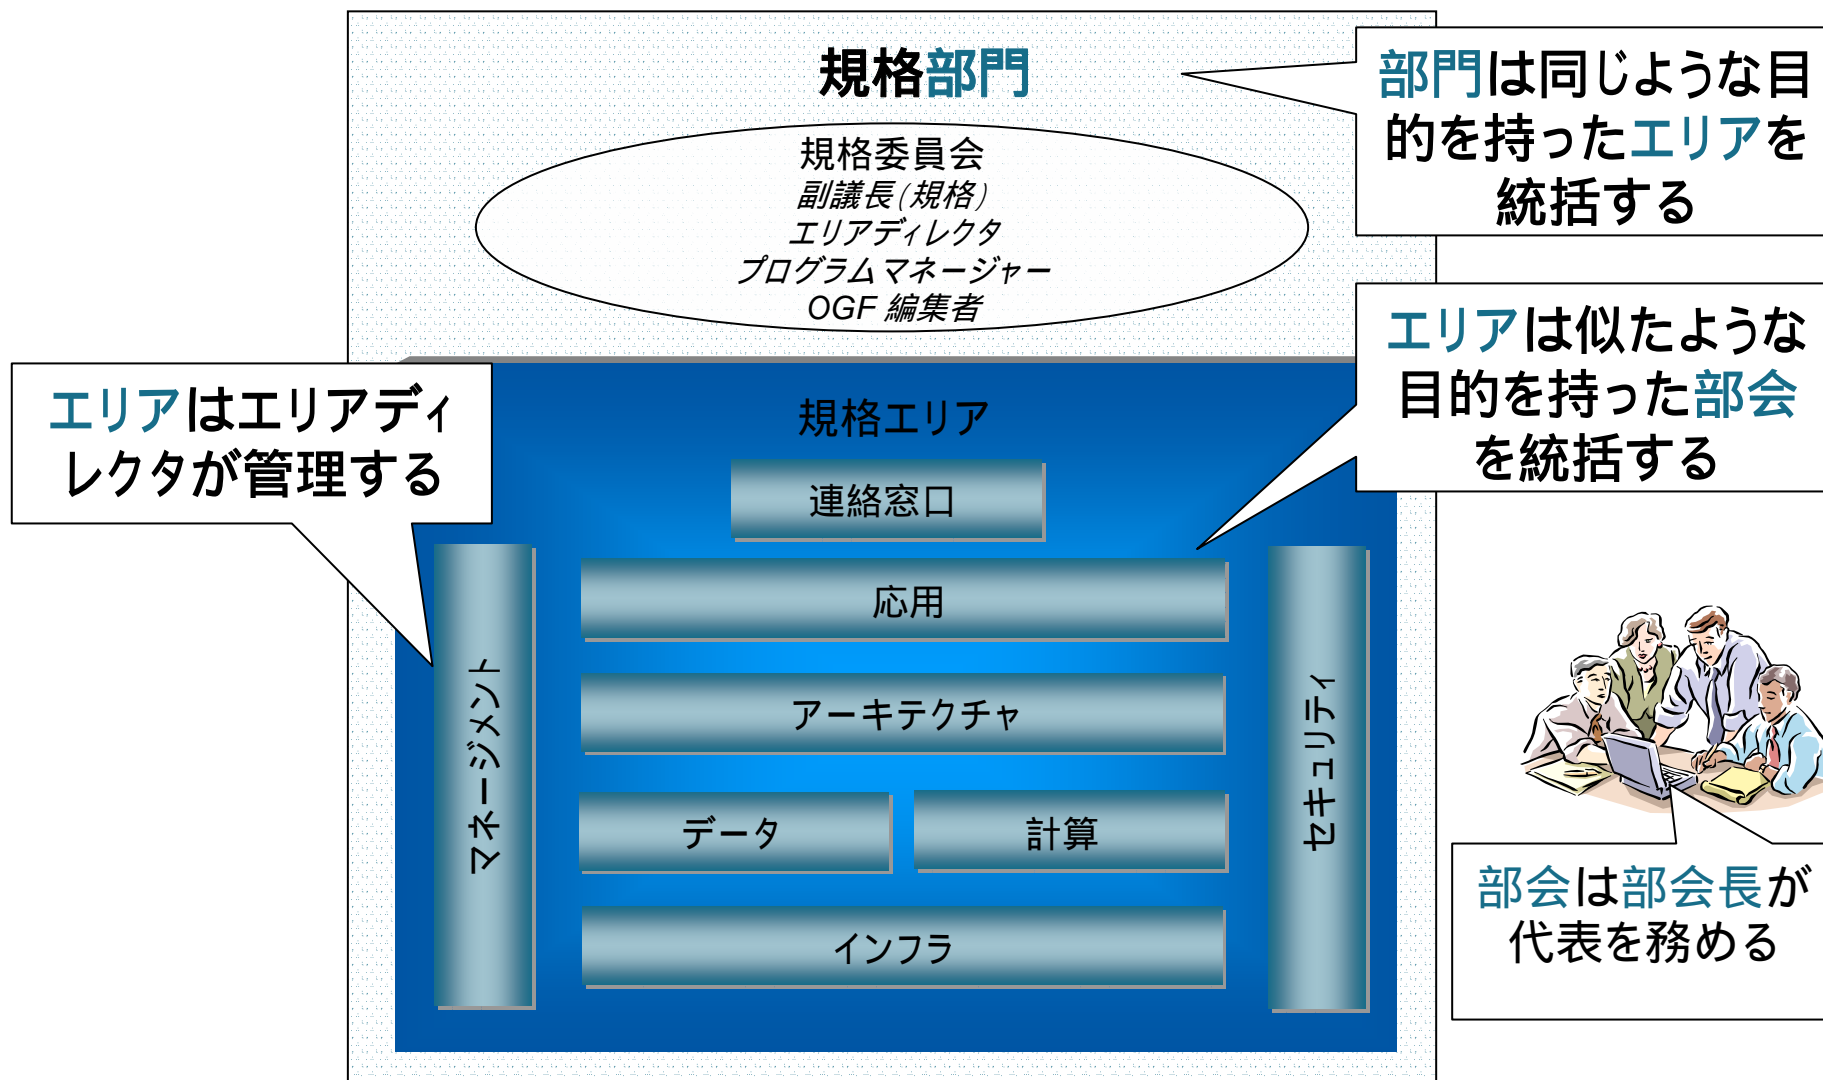 規格部門
規格委員会
副議長(規格)
エリアディレクタ
プログラムマネージャー
OGF 編集者
部門は同じような目
的を持ったエリアを
統括する
エリアは似たような
目的を持った部会
を統括する
エリアはエリアディ
レクタが管理する
規格エリア
連絡窓口
応用
アーキテクチャ
データ
計算
インフラ
マネージメント
セキュリティ
部会は部会長が
代表を務める